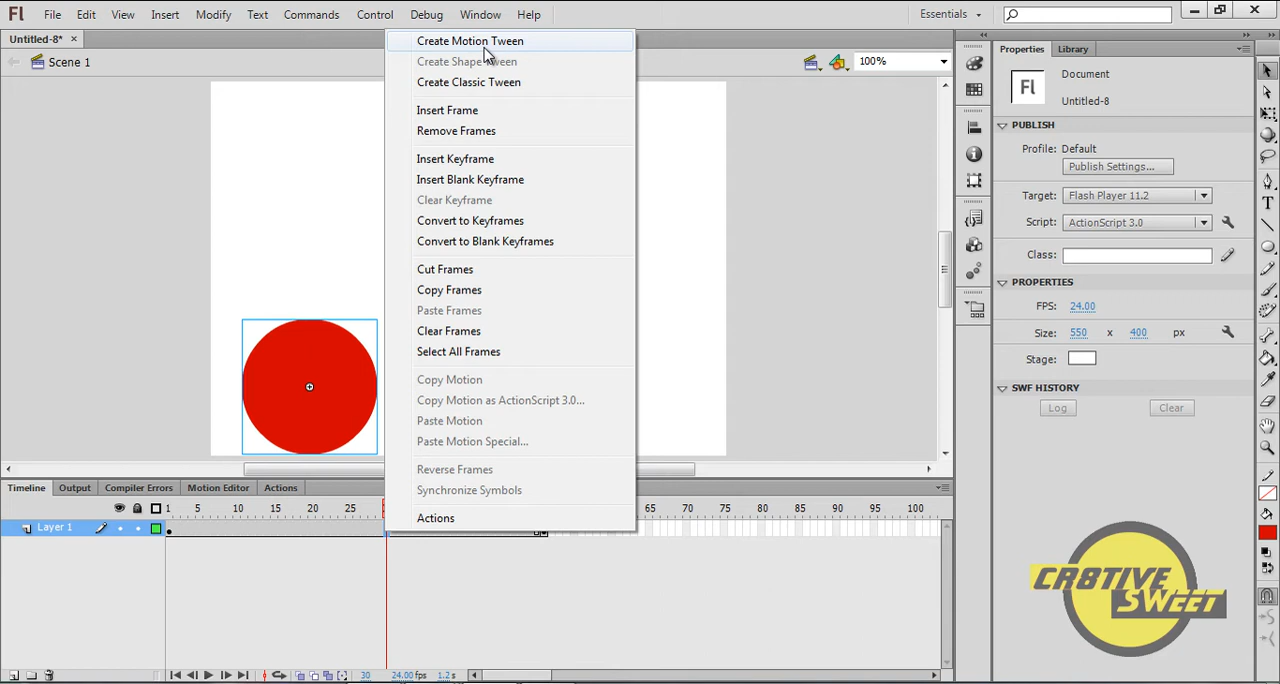 Fl File Edit View Insert Modify Text Commands Control Debug Window Help Essentials
Untitled-8* ×
Scene 1 100%
Create Motion Tween
Create Shape Tween
Create Classic Tween
Insert Frame
Remove Frames
Insert Keyframe
Insert Blank Keyframe
Clear Keyframe
Convert to Keyframes
Convert to Blank Keyframes
Cut Frames
Copy Frames
Paste Frames
Clear Frames
Select All Frames
Copy Motion
Copy Motion as ActionScript 3.0...
Paste Motion
Paste Motion Special...
Reverse Frames
Synchronize Symbols
Actions
Properties Library
Fl Document
Untitled-8
PUBLISH
Profile: Default
Publish Settings...
Target: Flash Player 11.2
Script: ActionScript 3.0
Class:
PROPERTIES
FPS: 24.00
Size: 550 x 400 px
Stage:
SWF HISTORY
Log Clear
Timeline Output Compiler Errors Motion Editor Actions
1 5 10 15 20 25 65 70 75 80 85 90 95 100
Layer 1
30 24.00 fps 1.2 s
CR8TIVE
SWEET